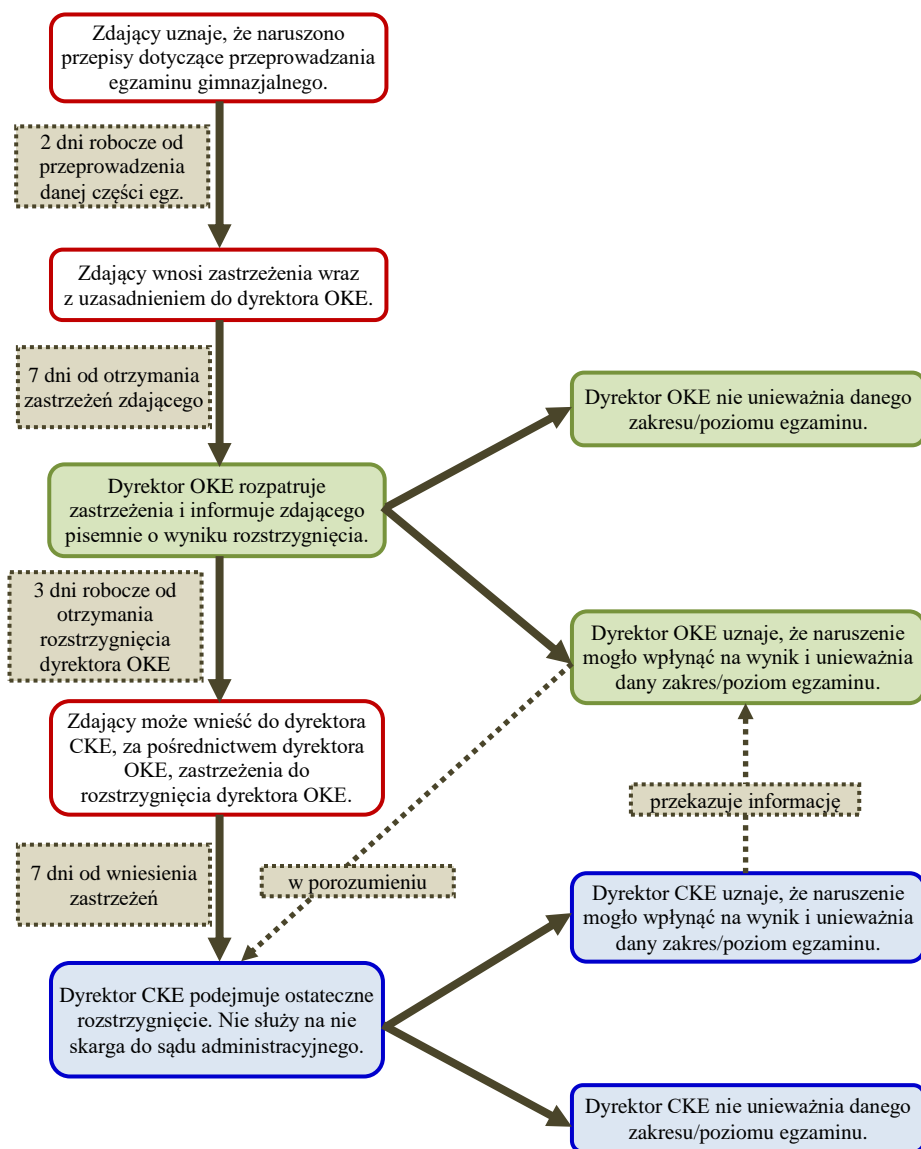 Zdający uznaje, że naruszono
przepisy dotyczące przeprowadzania
egzaminu gimnazjalnego.
2 dni robocze od
przeprowadzenia
danej części egz.
Zdający wnosi zastrzeżenia wraz
z uzasadnieniem do dyrektora OKE.
7 dni od otrzymania
zastrzeżeń zdającego
Dyrektor OKE nie unieważnia danego
zakresu/poziomu egzaminu.
Dyrektor OKE rozpatruje
zastrzeżenia i informuje zdającego
pisemnie o wyniku rozstrzygnięcia.
3 dni robocze od
otrzymania
rozstrzygnięcia
dyrektora OKE
Dyrektor OKE uznaje, że naruszenie
mogło wpłynąć na wynik i unieważnia
dany zakres/poziom egzaminu.
Zdający może wnieść do dyrektora
CKE, za pośrednictwem dyrektora
OKE, zastrzeżenia do
rozstrzygnięcia dyrektora OKE.
przekazuje informację
7 dni od wniesienia
zastrzeżeń
w porozumieniu
Dyrektor CKE uznaje, że naruszenie
mogło wpłynąć na wynik i unieważnia
dany zakres/poziom egzaminu.
Dyrektor CKE podejmuje ostateczne
rozstrzygnięcie. Nie służy na nie
skarga do sądu administracyjnego.
Dyrektor CKE nie unieważnia danego
zakresu/poziomu egzaminu.